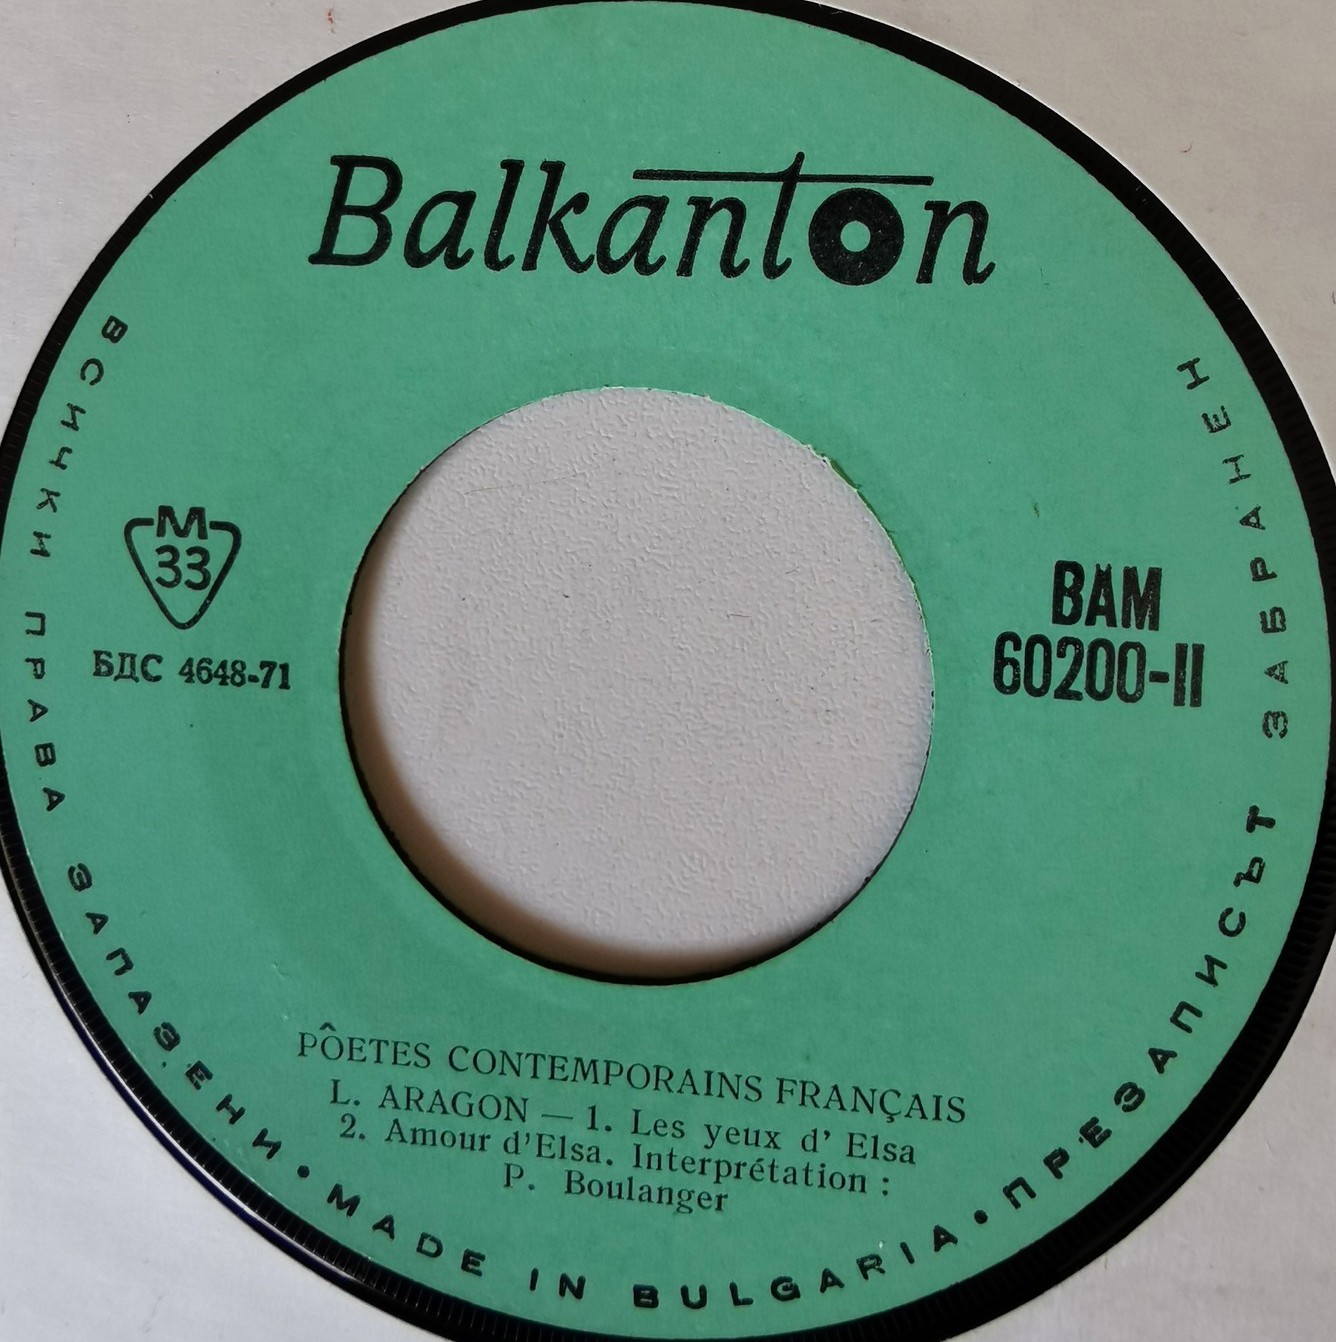 Balkanton
M
33
БДС 4648-71
ВАМ
60200-II
PÔETES CONTEMPORAINS FRANÇAIS
L. ARAGON — 1. Les yeux d' Elsa
2. Amour d'Elsa. Interprétation :
P. Boulanger
ВСИЧКИ ПРАВА ЗАПАЗЕНИ • MADE IN BULGARIA • ПРЕЗАПИСЪТ ЗАБРАНЕН